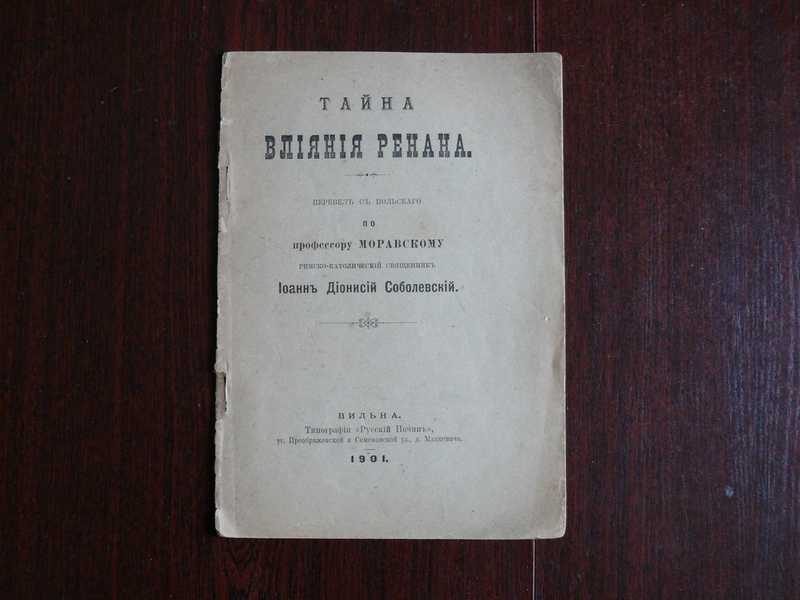 ТАЙНА
ВЛІЯНІЯ РЕНАНА.
ПЕРЕВЕЛЪ СЪ ПОЛЬСКАГО
ПО
профессору МОРАВСКОМУ
РИМСКО-КАТОЛИЧЕСКІЙ СВЯЩЕННИКЪ
Іоаннъ Діонисій Соболевскій.
ВИЛЬНА.
Типографія «Русскій Починъ»,
уг. Преображенской и Семеновской ул., д. Мацкевича.
1901.